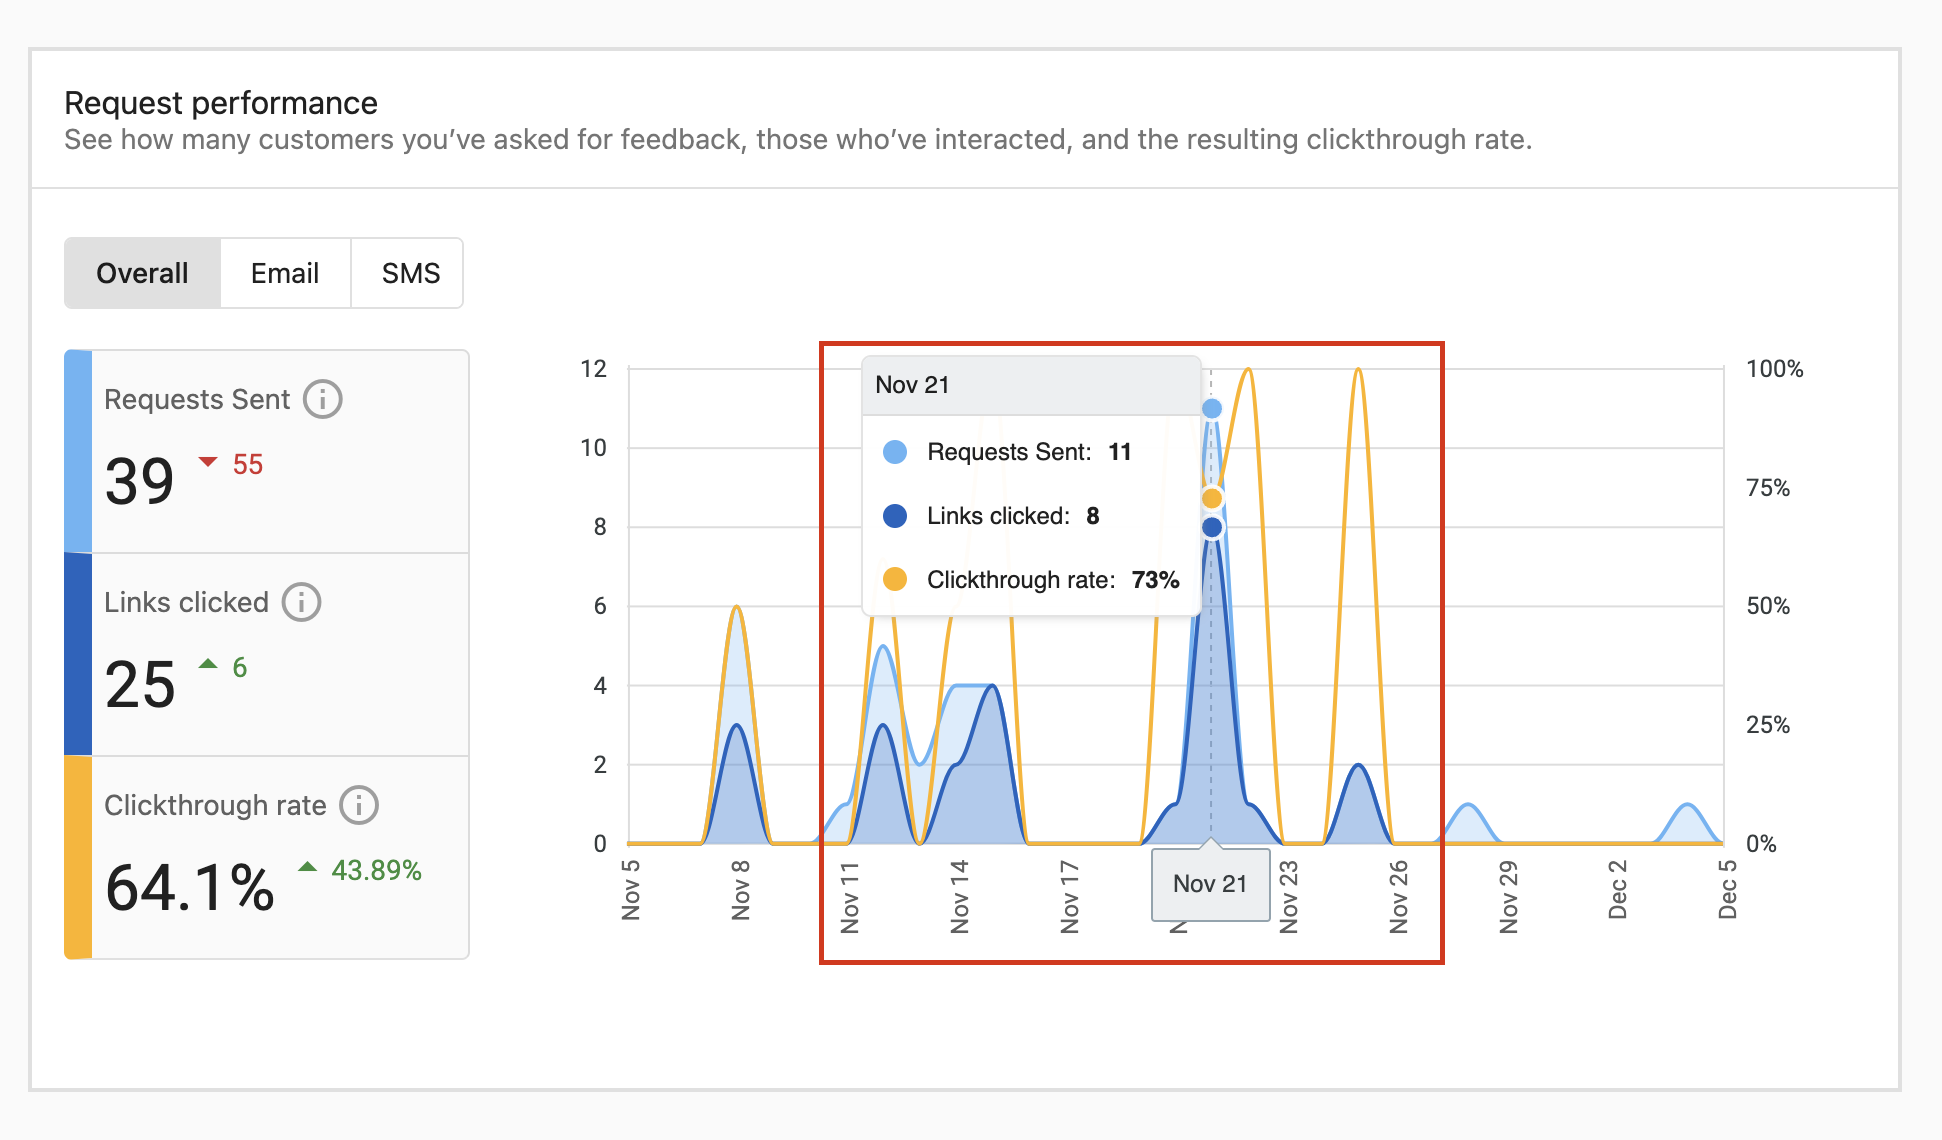 Request performance
See how many customers you’ve asked for feedback, those who’ve interacted, and the resulting clickthrough rate.
Overall Email SMS
Requests Sent
39 55
Links clicked
25 6
Clickthrough rate
64.1% 43.89%
12
10
8
6
4
2
0
Nov 21
Requests Sent: 11
Links clicked: 8
Clickthrough rate: 73%
100%
75%
50%
25%
0%
Nov 5
Nov 8
Nov 11
Nov 14
Nov 17
Nov 21
Nov 23
Nov 26
Nov 29
Dec 2
Dec 5